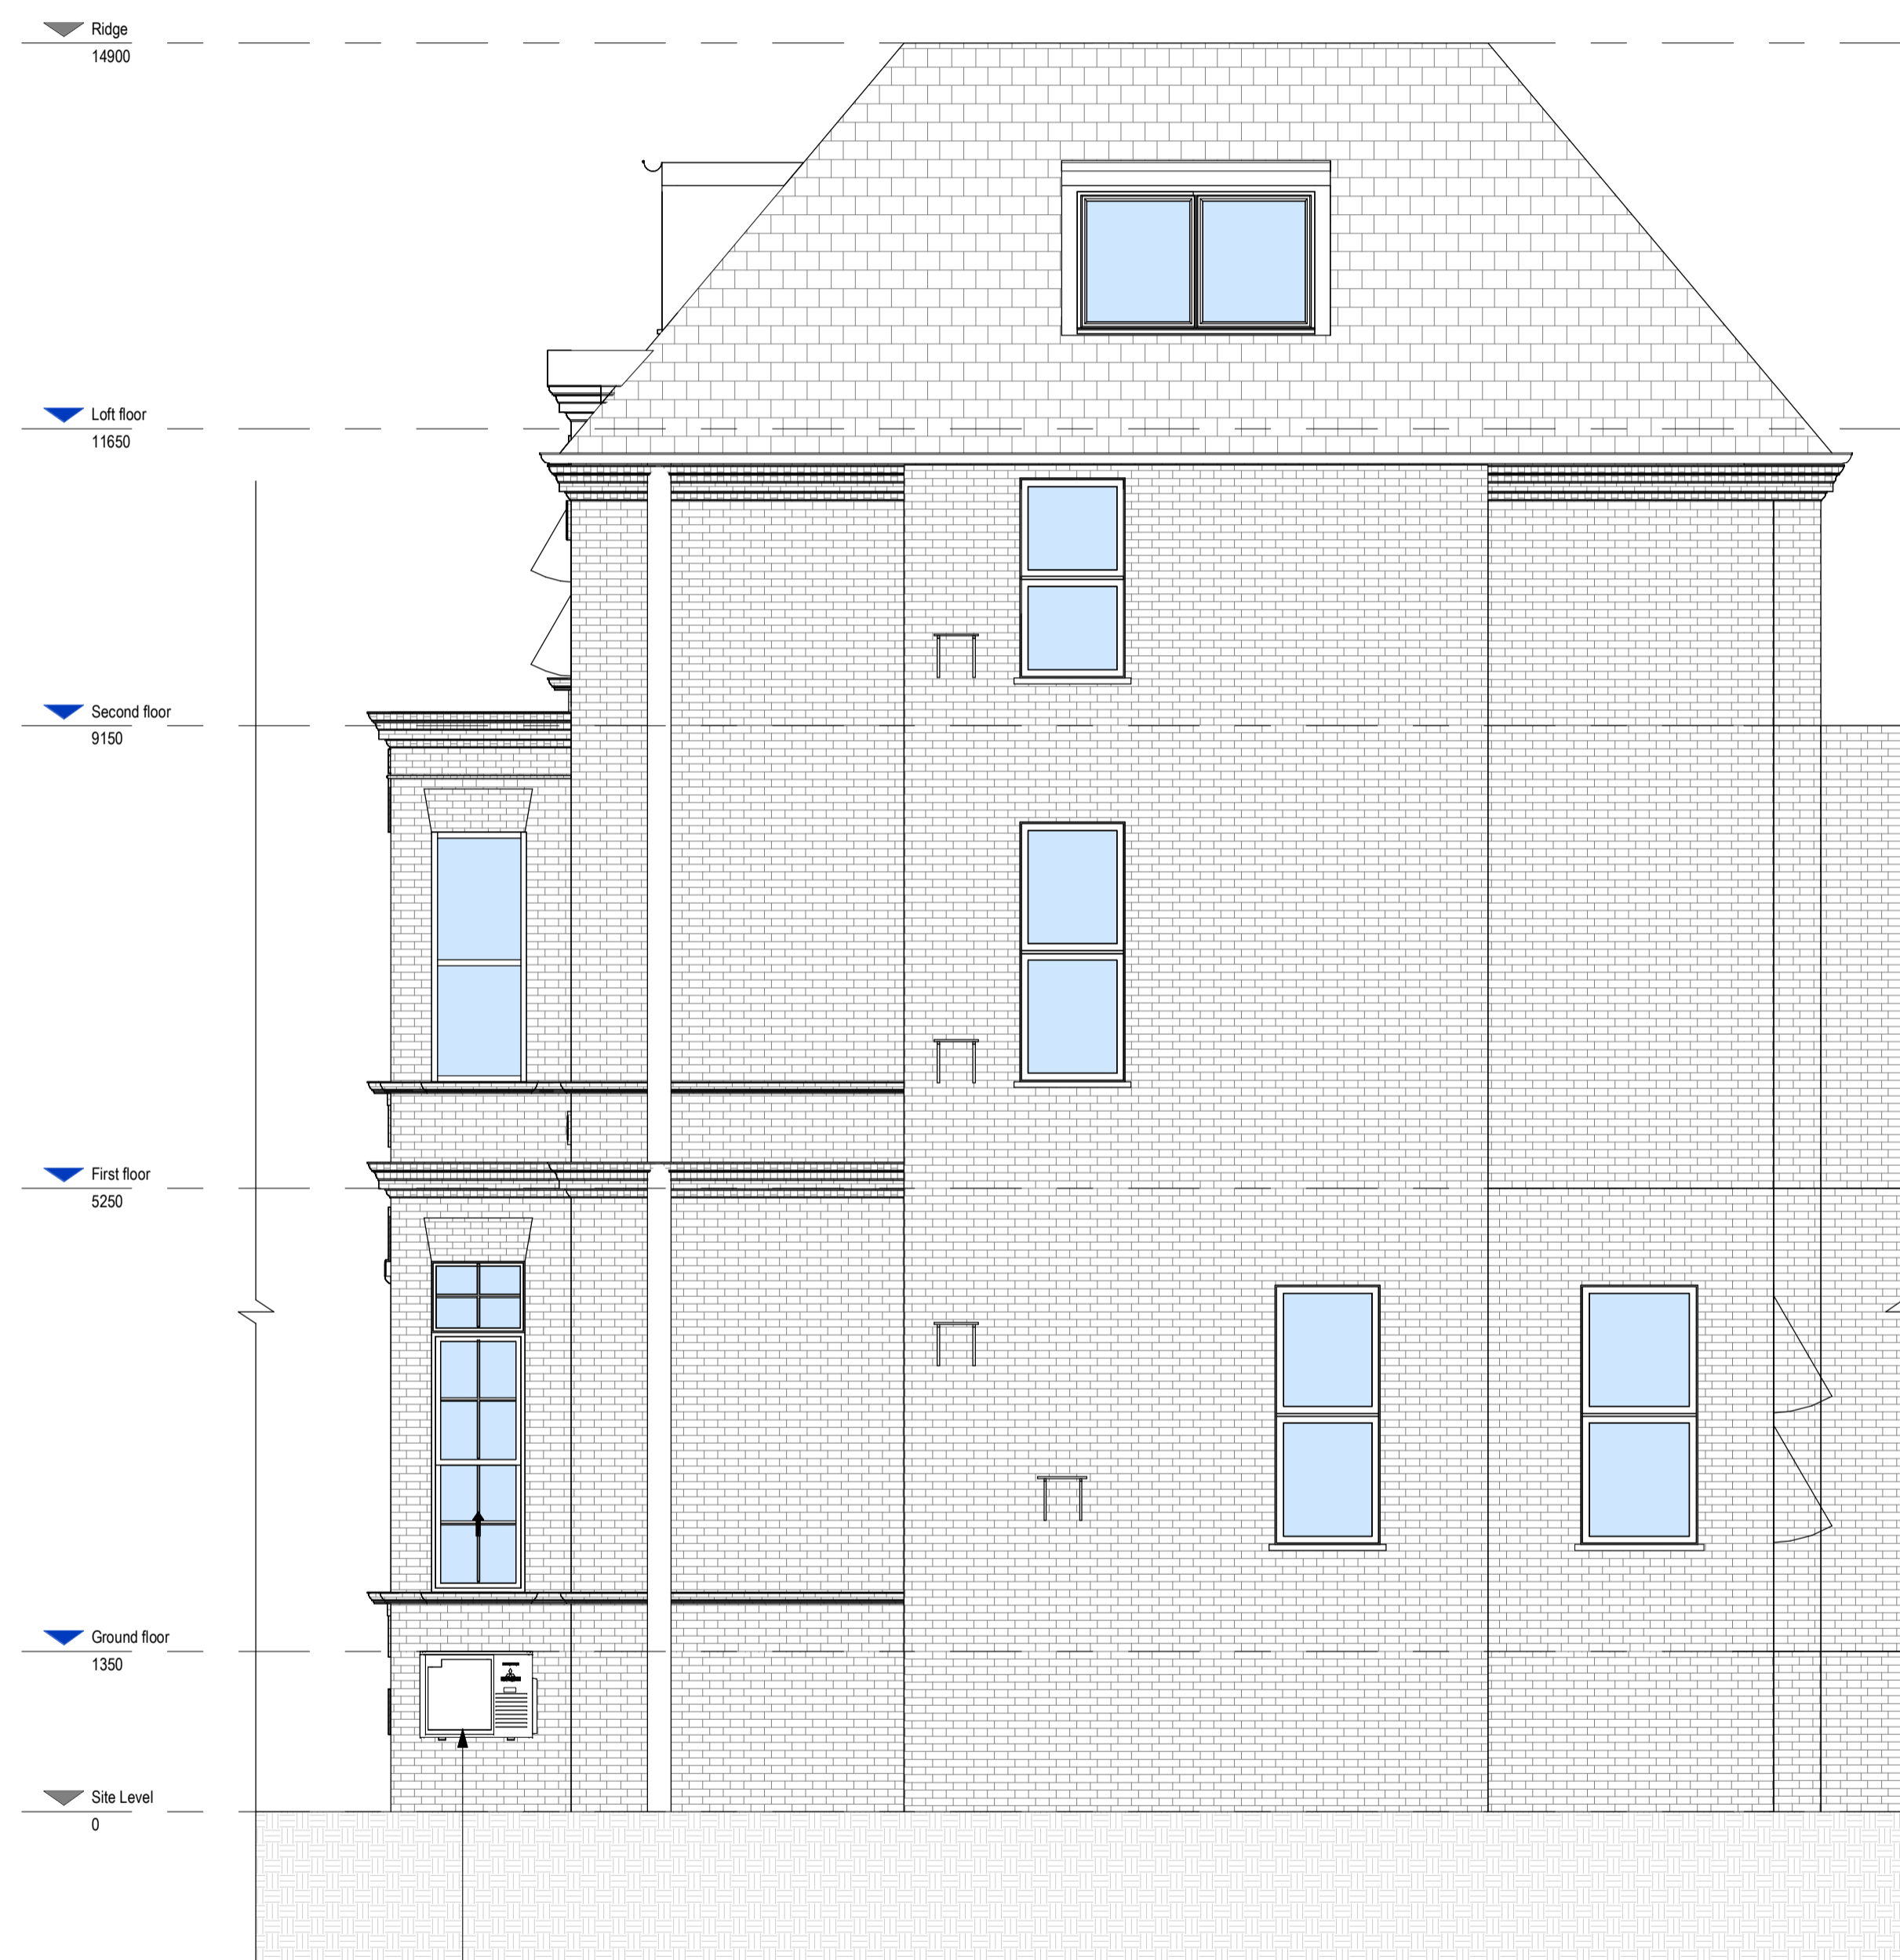 Ridge
14900
Loft floor
11650
Second floor
9150
First floor
5250
Ground floor
1350
Site Level
0